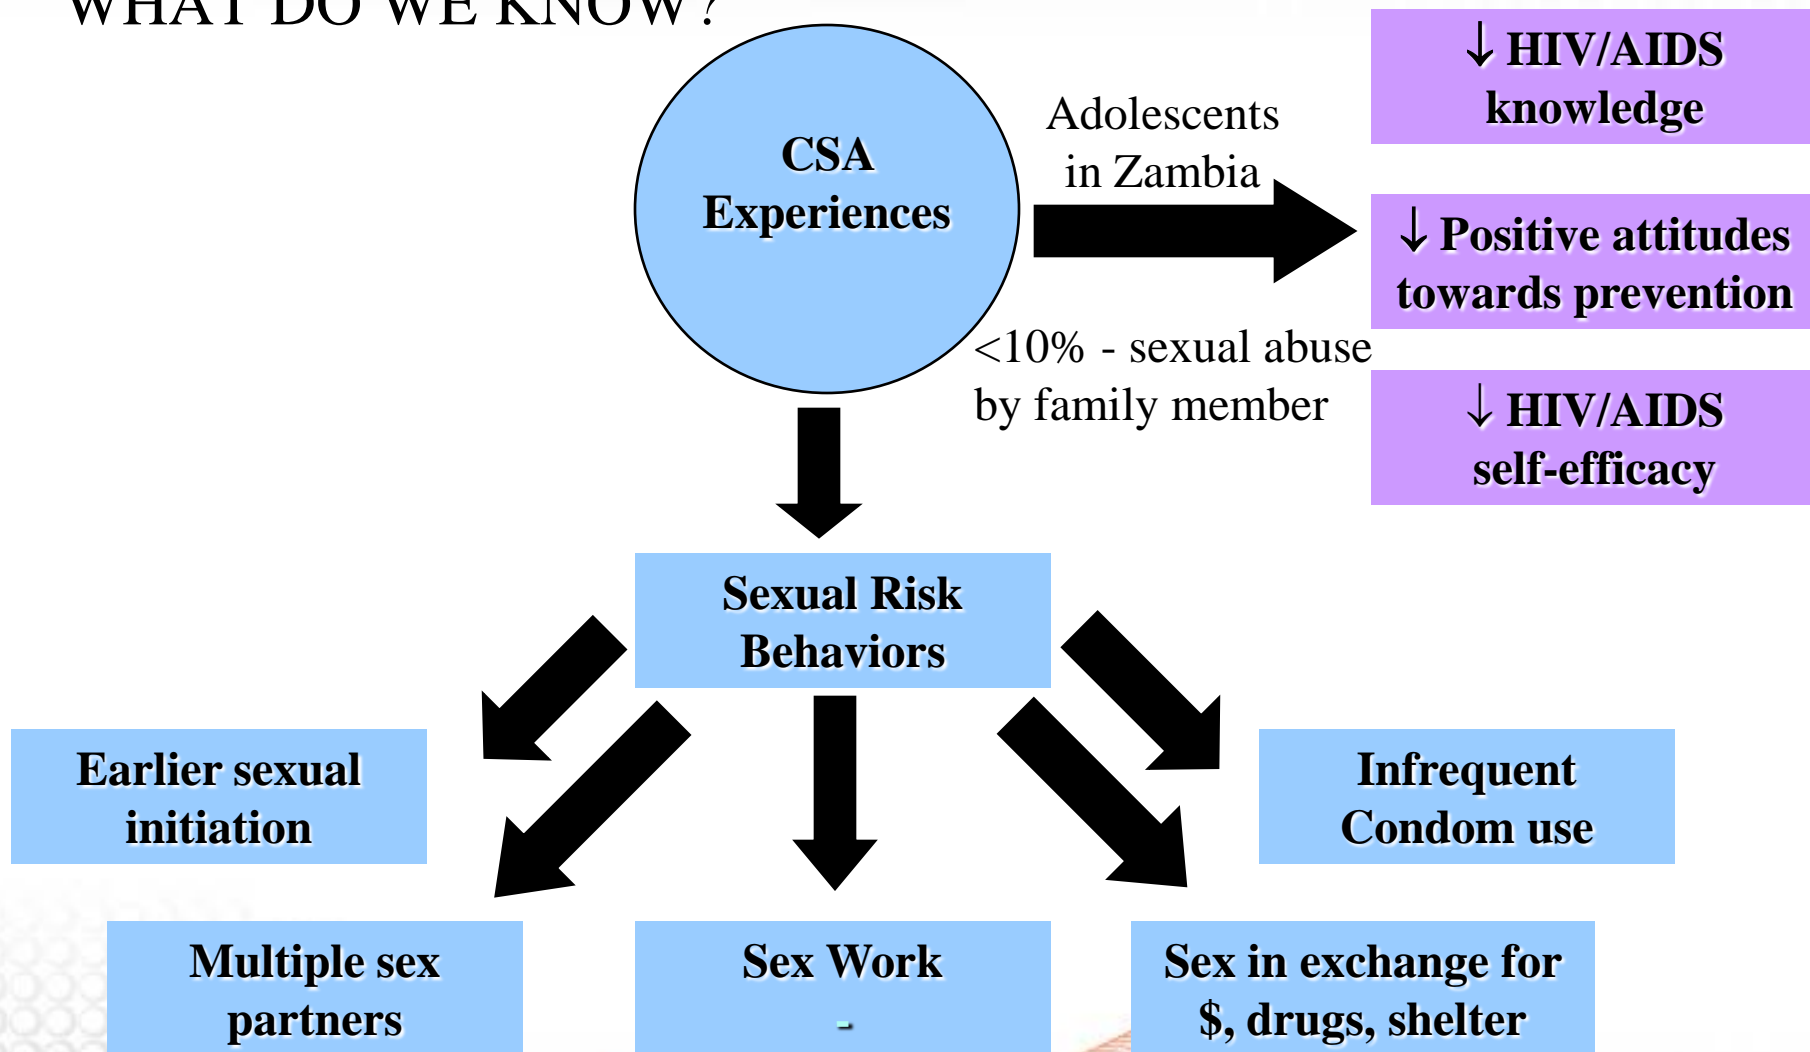 WHAT DO WE KNOW?
CSA
Experiences
Adolescents
in Zambia
<10% - sexual abuse
by family member
↓ HIV/AIDS
knowledge
↓ Positive attitudes
towards prevention
↓ HIV/AIDS
self-efficacy
Sexual Risk
Behaviors
Earlier sexual
initiation
Multiple sex
partners
Sex Work
-
Sex in exchange for
$, drugs, shelter
Infrequent
Condom use